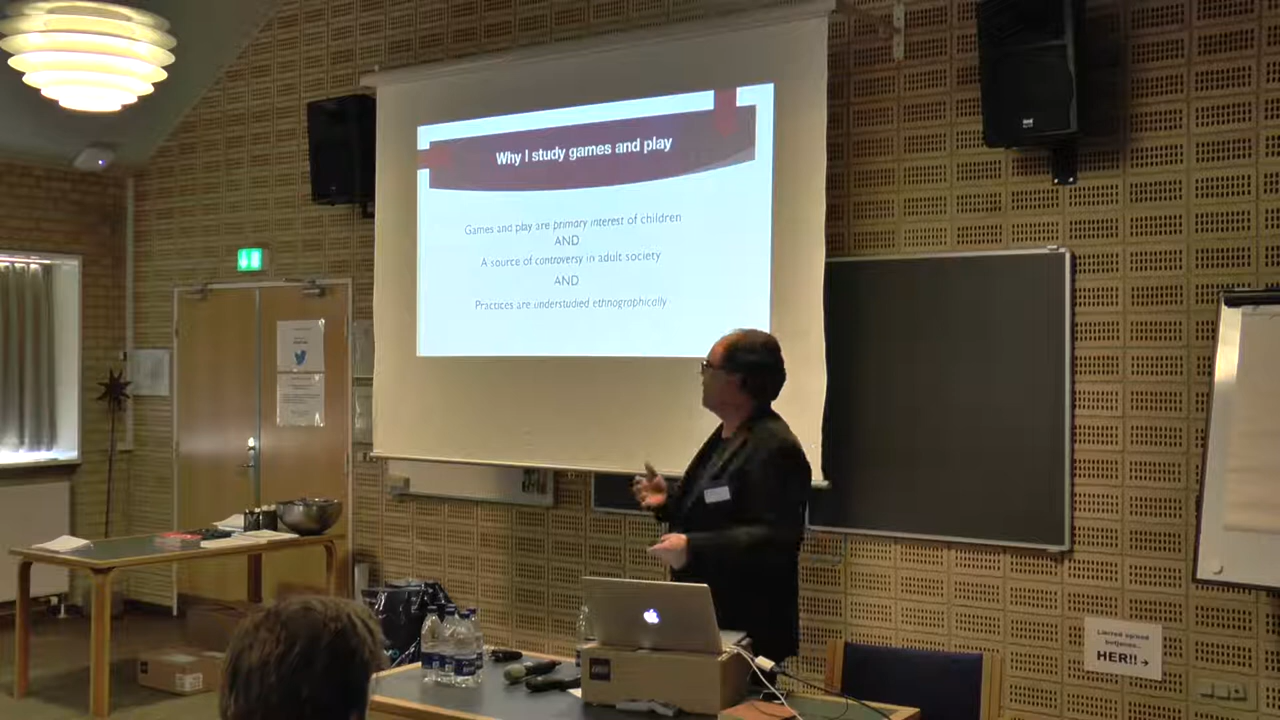 Why I study games and play
Games and play are primary interest of children
AND
A source of controversy in adult society
AND
Practices are understudied ethnographically
HER!! →